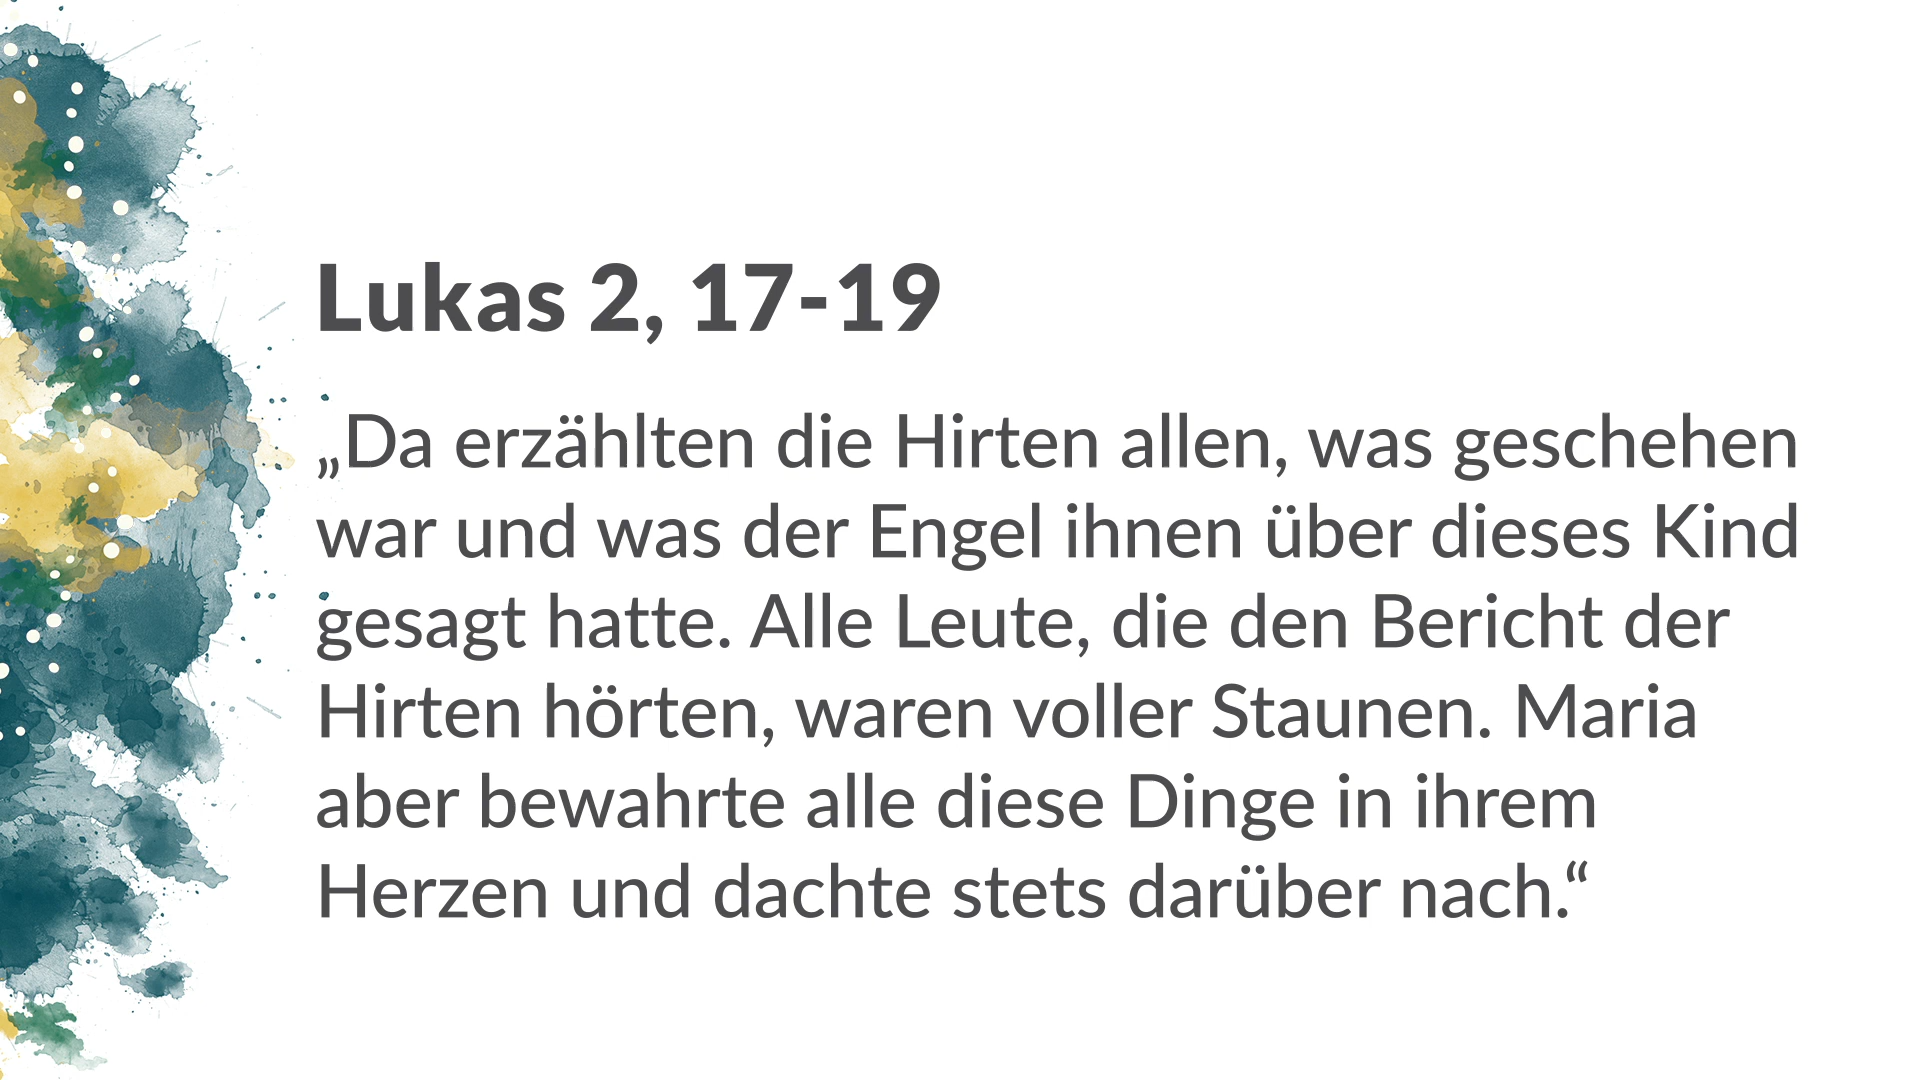 Lukas 2, 17-19
„Da erzählten die Hirten allen, was geschehen
war und was der Engel ihnen über dieses Kind
gesagt hatte. Alle Leute, die den Bericht der
Hirten hörten, waren voller Staunen. Maria
aber bewahrte alle diese Dinge in ihrem
Herzen und dachte stets darüber nach.“